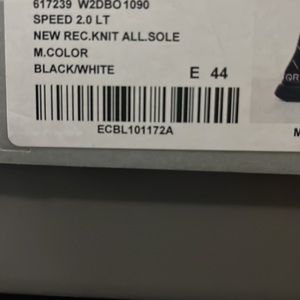 617239 W2DBO1090
SPEED 2.0 LT
NEW REC.KNIT ALL.SOLE
M.COLOR
BLACK/WHITE E 44
ECBL101172A